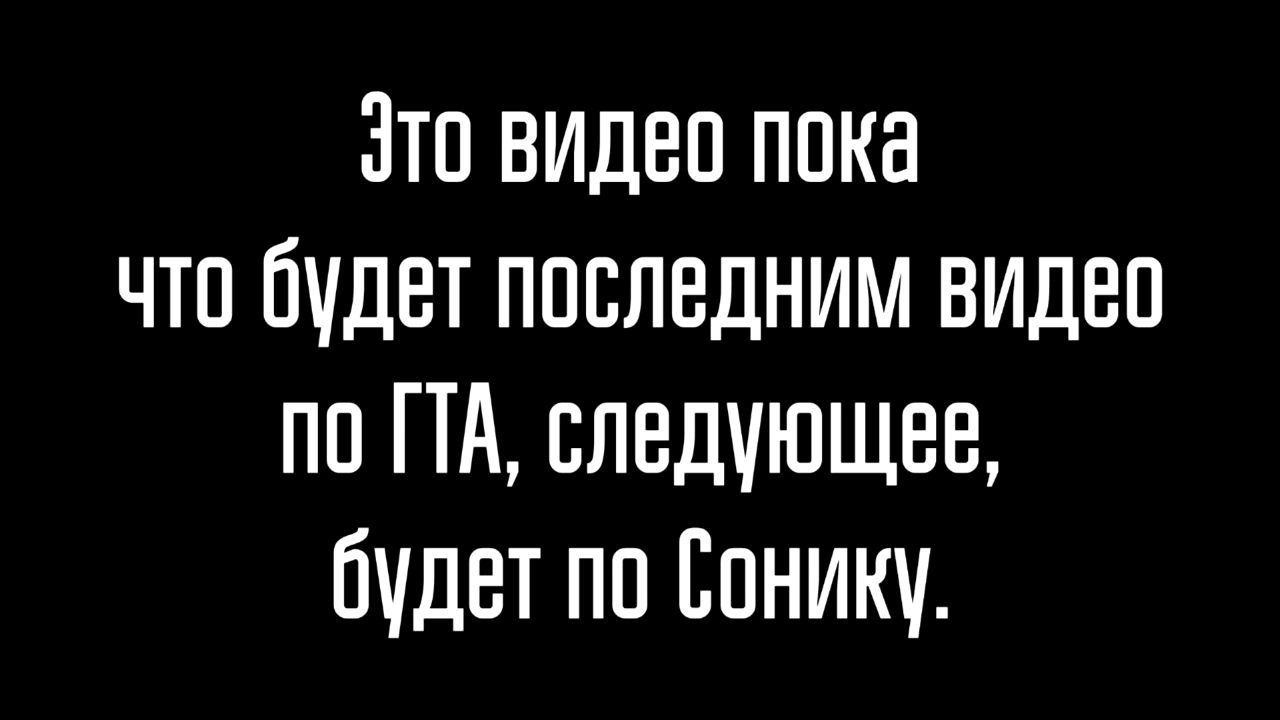 Это видео пока
что будет последним видео
по ГТА, следующее,
будет по Сонику.